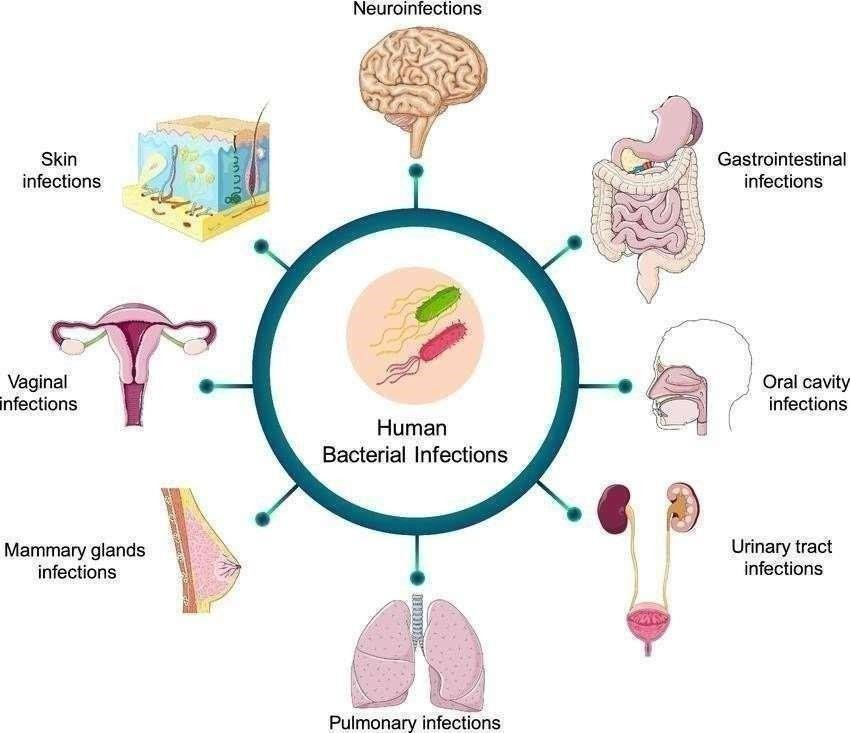 Neuroinfections
Skin
infections
Gastrointestinal
infections
Vaginal
infections
Human
Bacterial Infections
Oral cavity
infections
Mammary glands
infections
Urinary tract
infections
Pulmonary infections